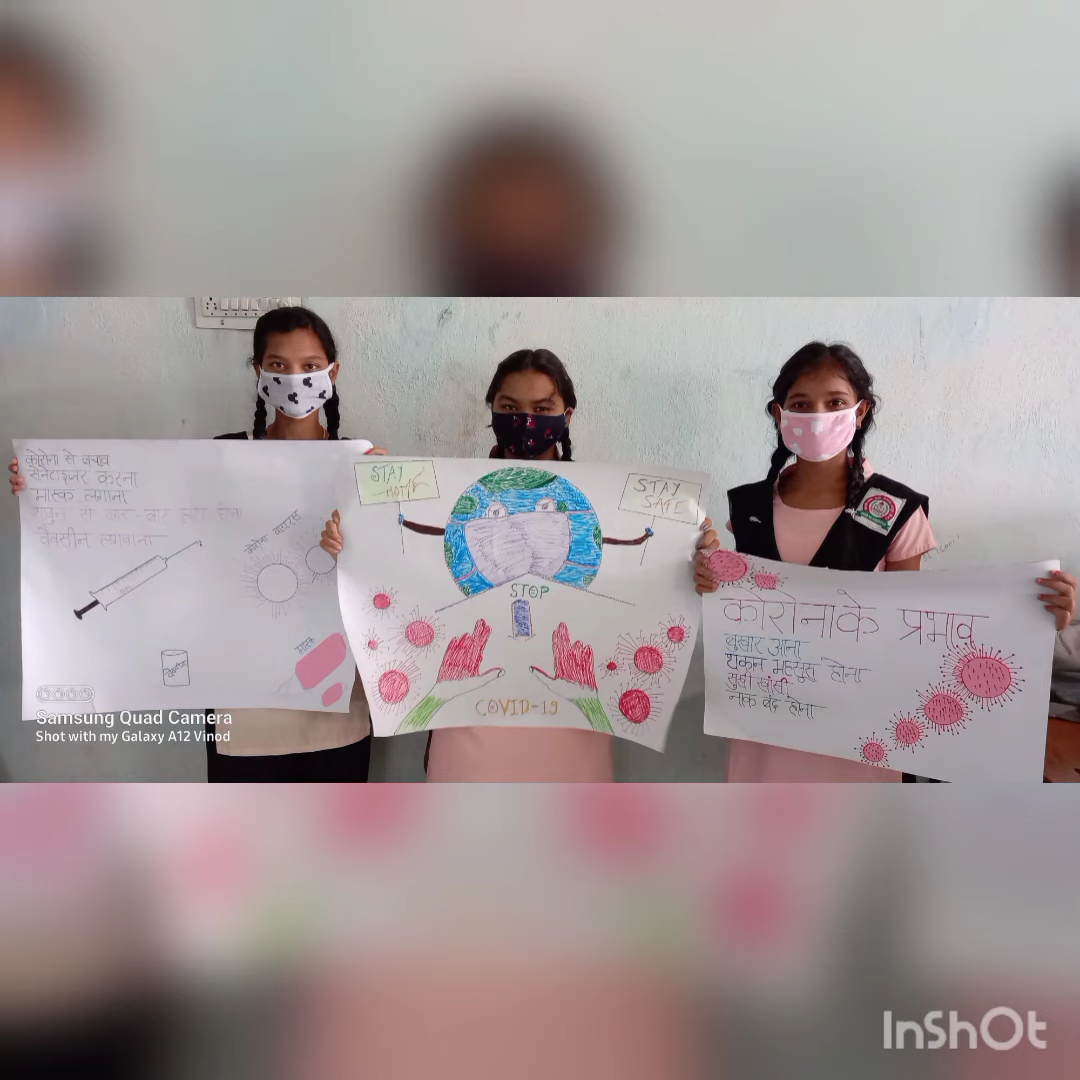 कोरोना से बचाव
सेनेटाइजर करना
मास्क लगाना
साबुन से बार-बार हाथ धोना
वैक्सीन लगवाना
कोरोना वायरस
मास्क
Samsung Quad Camera
Shot with my Galaxy A12 Vinod
STAY
STAY
SAFE
STOP
COVID-19
कोरोना के प्रभाव
बुखार आना
थकान महसूस होना
सुखी खांसी
नाक बंद होना
InShOt